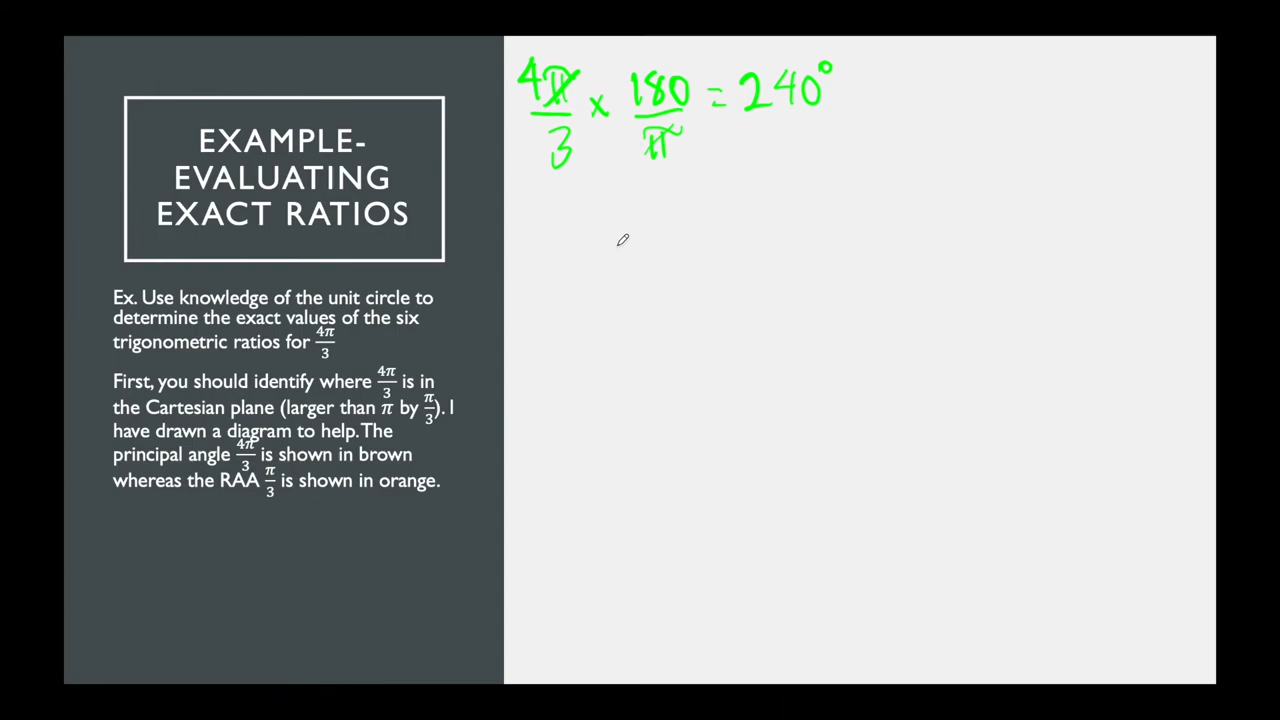 EXAMPLE-
EVALUATING
EXACT RATIOS
Ex. Use knowledge of the unit circle to
determine the exact values of the six
trigonometric ratios for 4π/3
First, you should identify where 4π/3 is in
the Cartesian plane (larger than π by π/3). I
have drawn a diagram to help. The
principal angle 4π/3 is shown in brown
whereas the RAA π/3 is shown in orange.
4π/3 × 180/π = 240°